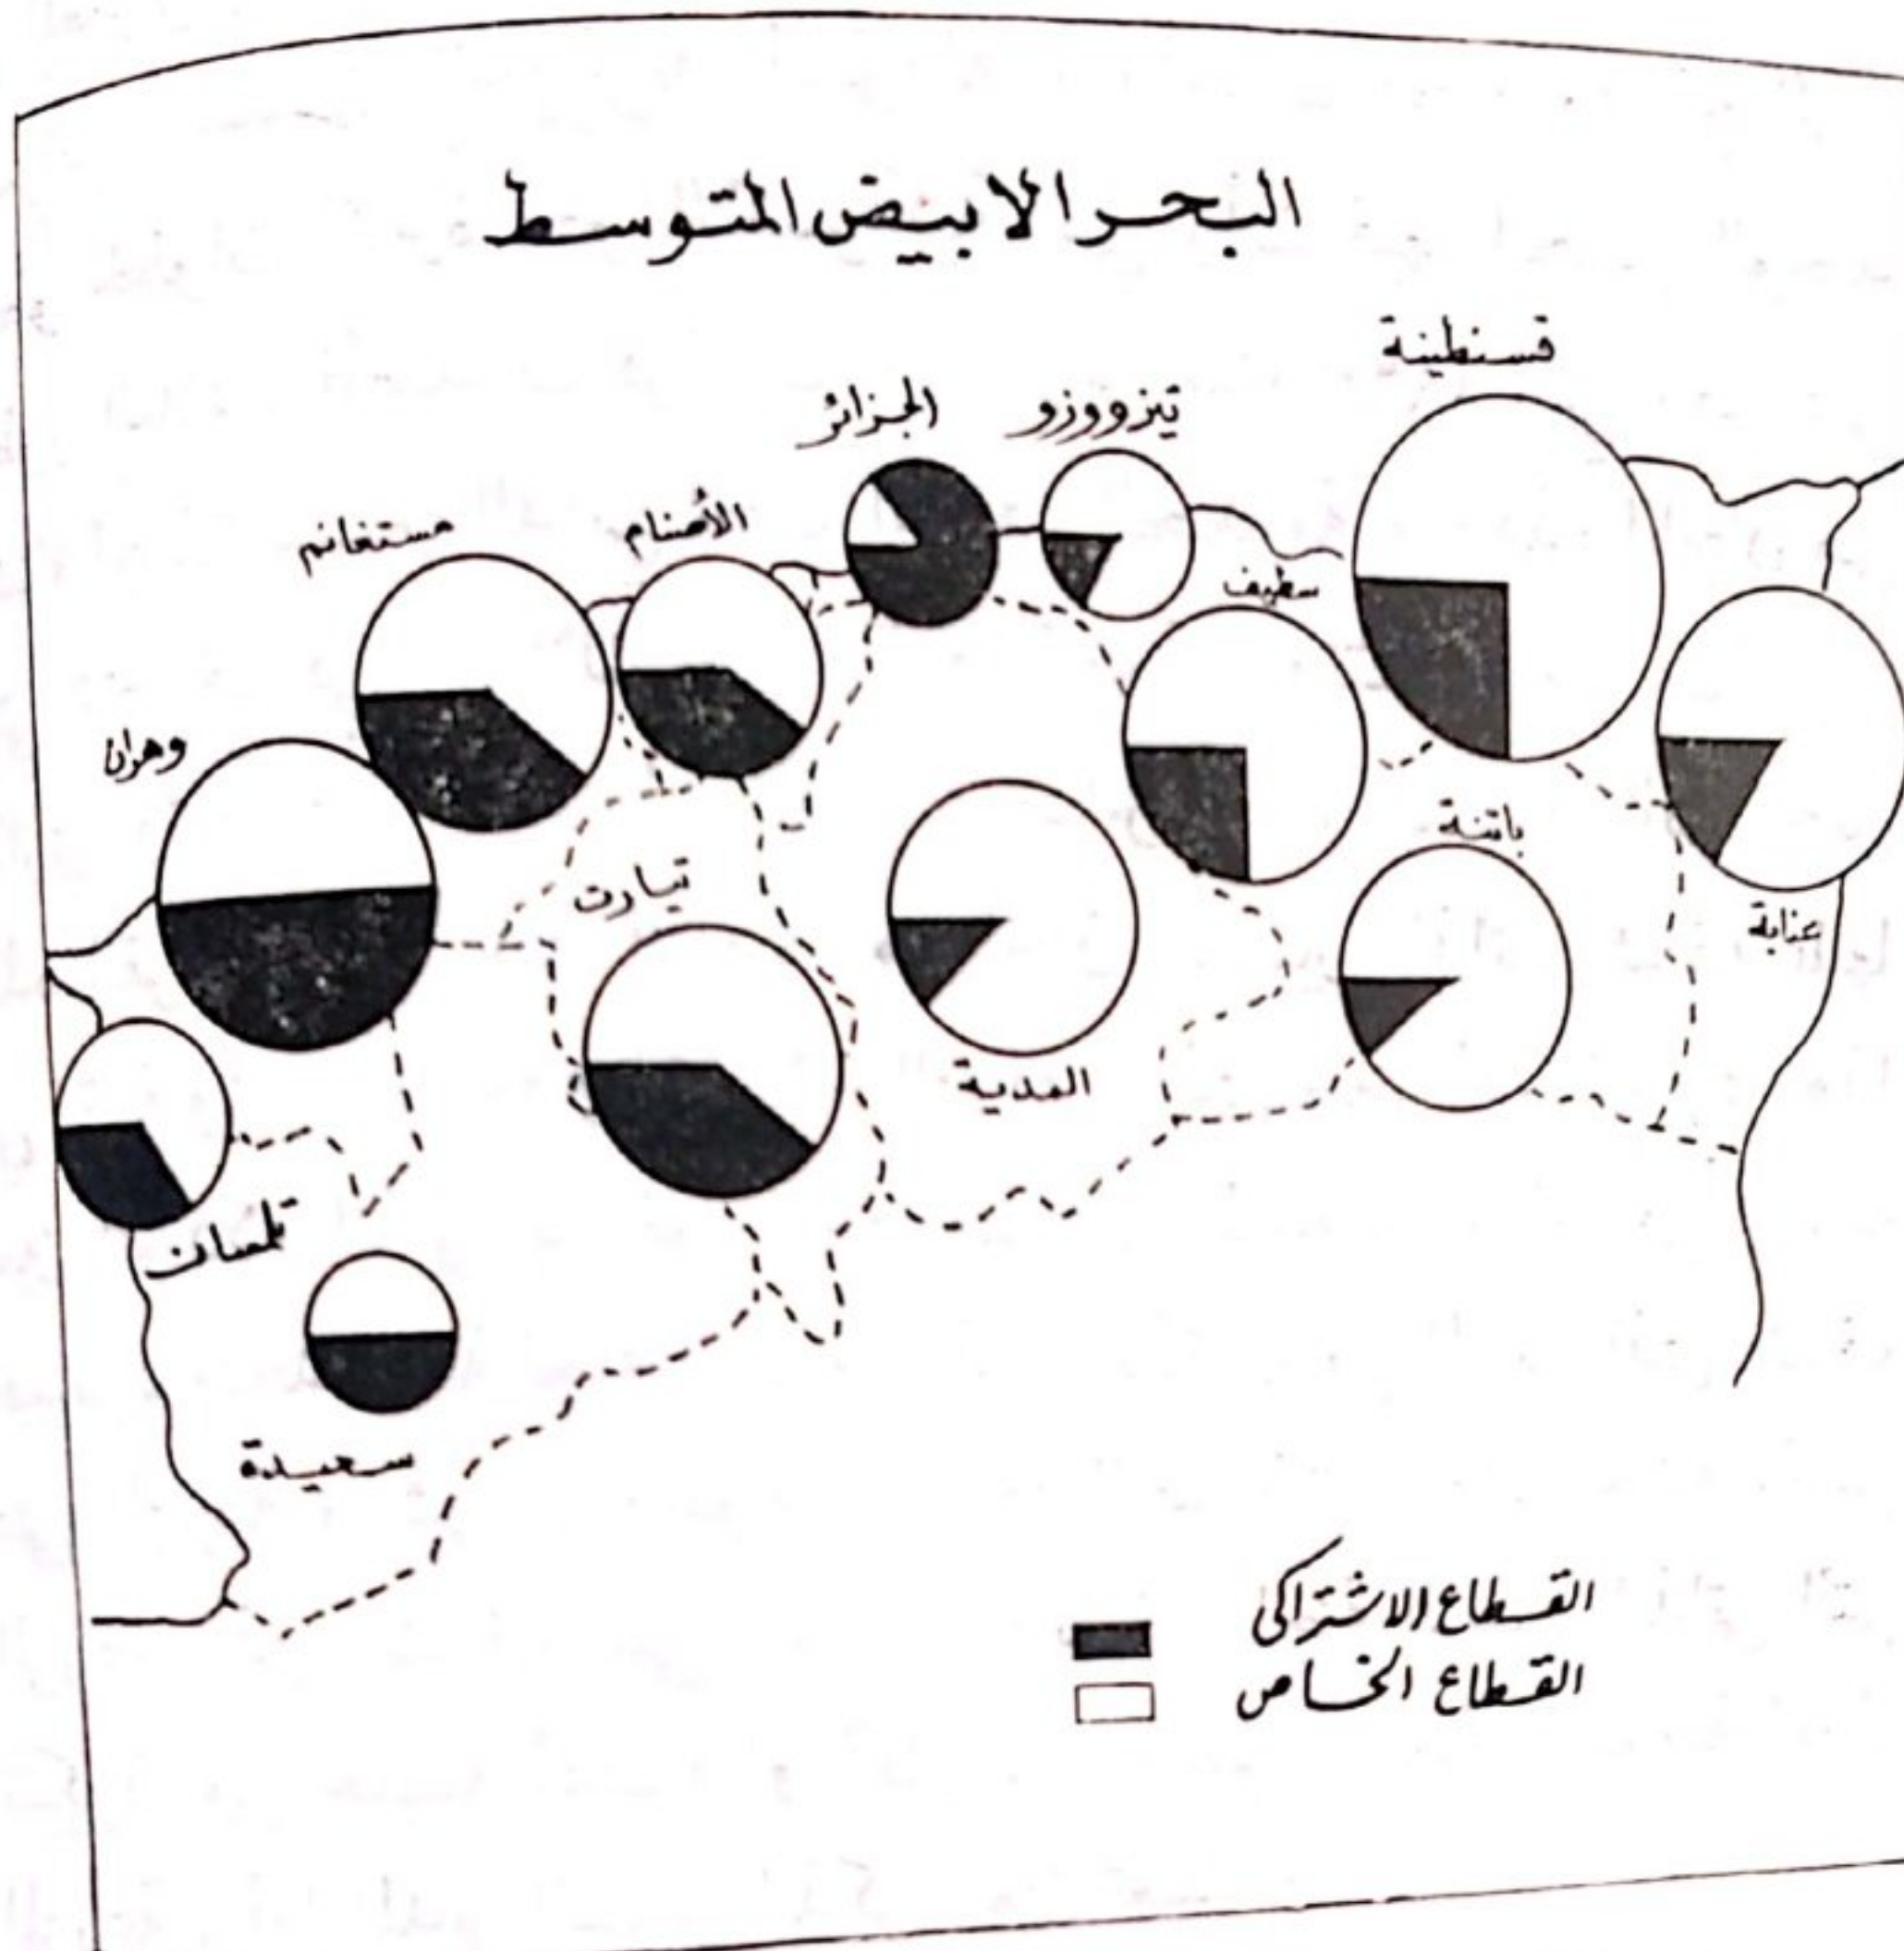 البحر الابيض المتوسط
قسنطينة
تيزووزو
الجزائر
الأصنام
مستغانم
سطيف
وهران
باتنة
تيارت
عنابة
المدية
تلمسان
سعيدة
القطاع الاشتراكى
القطاع الخاص